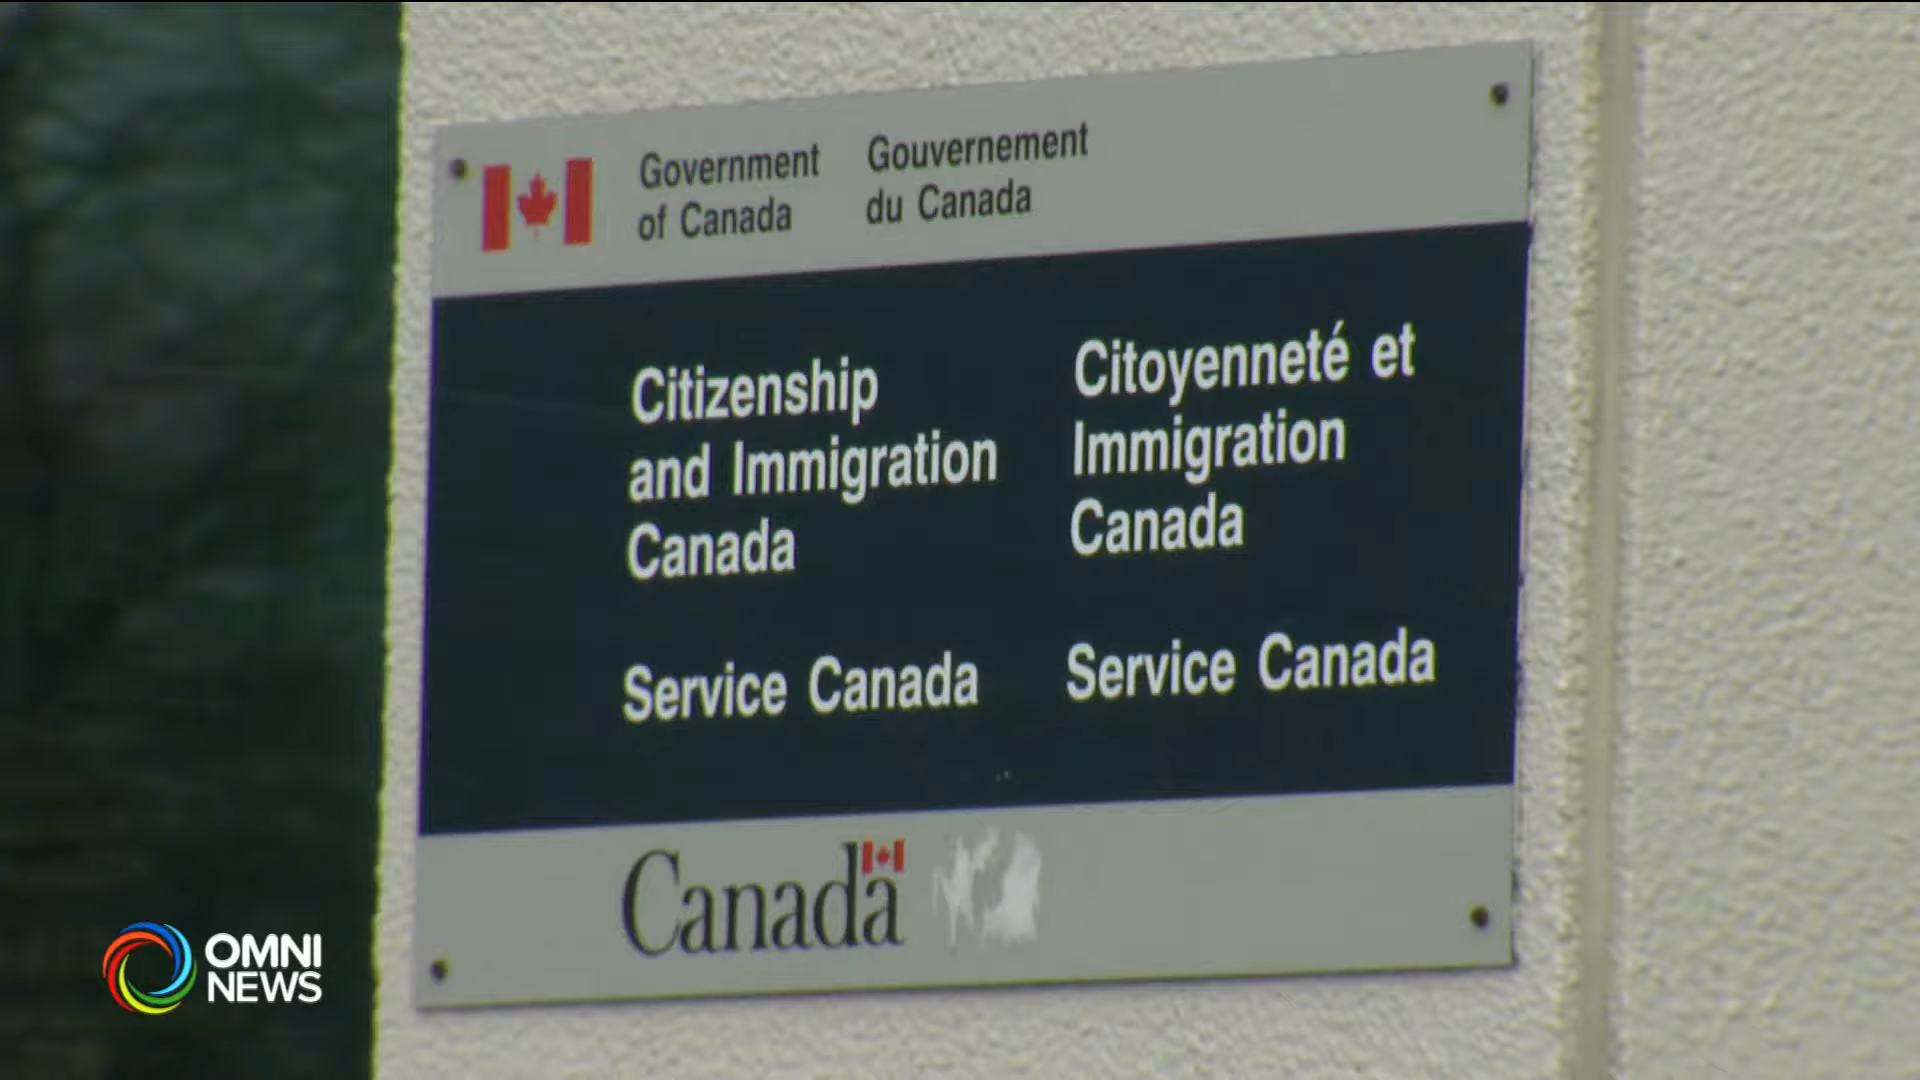 Government
of Canada
Gouvernement
du Canada
Citizenship
and Immigration
Canada
Citoyenneté et
Immigration
Canada
Service Canada
Service Canada
Canada
OMNI
NEWS